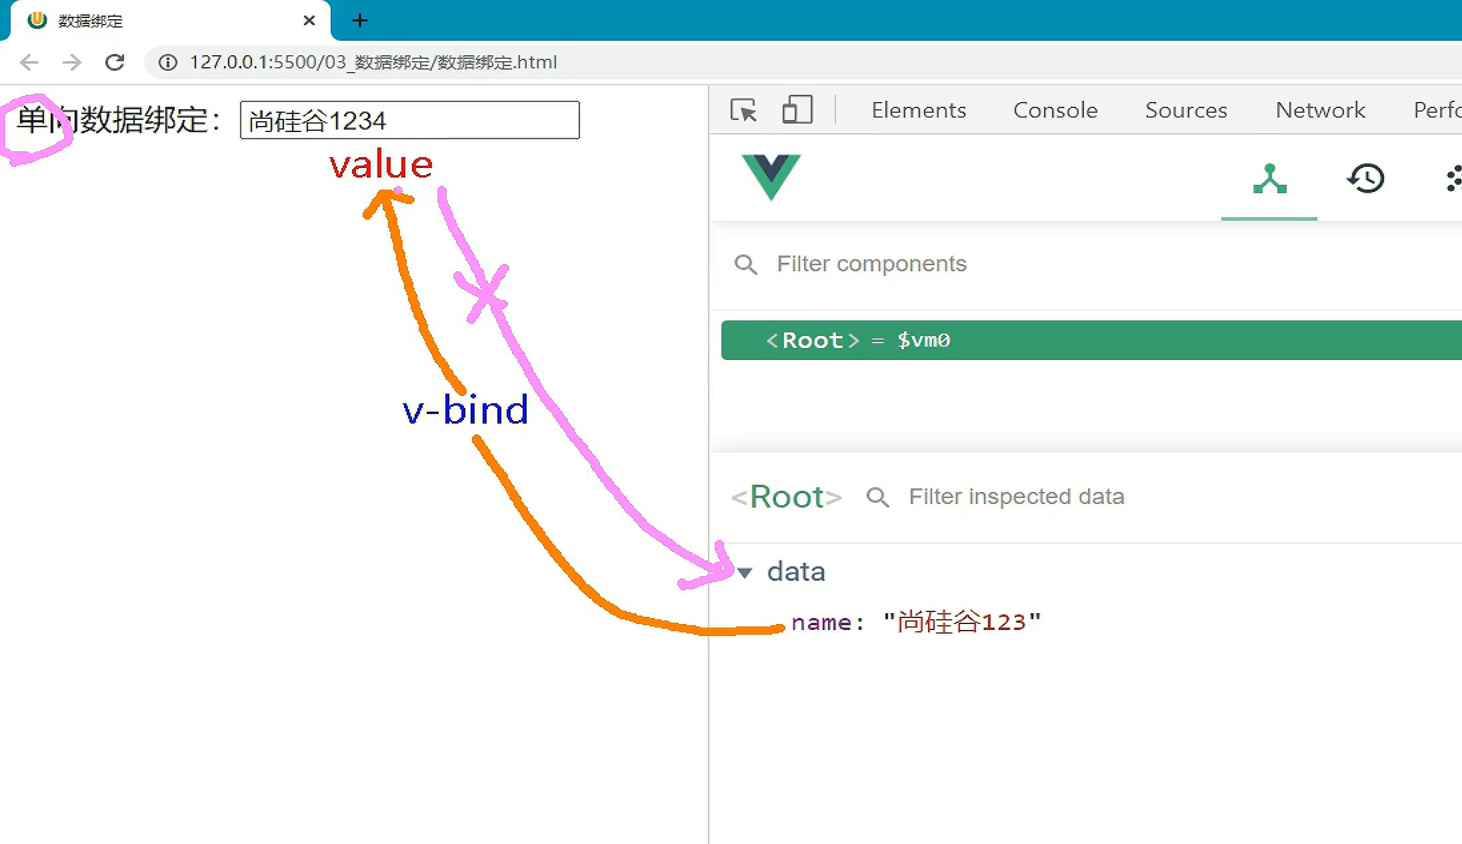 数据绑定
127.0.0.1:5500/03_数据绑定/数据绑定.html
单向数据绑定： 尚硅谷1234
value
v-bind
Elements Console Sources Network Perfo
Filter components
<Root> = $vm0
<Root> Filter inspected data
data
name: "尚硅谷123"